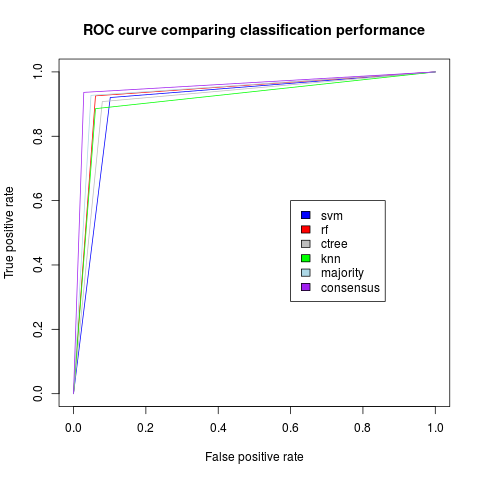 ROC curve comparing classification performance
True positive rate
1.0
0.8
0.6
0.4
0.2
0.0
svm
rf
ctree
knn
majority
consensus
0.0 0.2 0.4 0.6 0.8 1.0
False positive rate